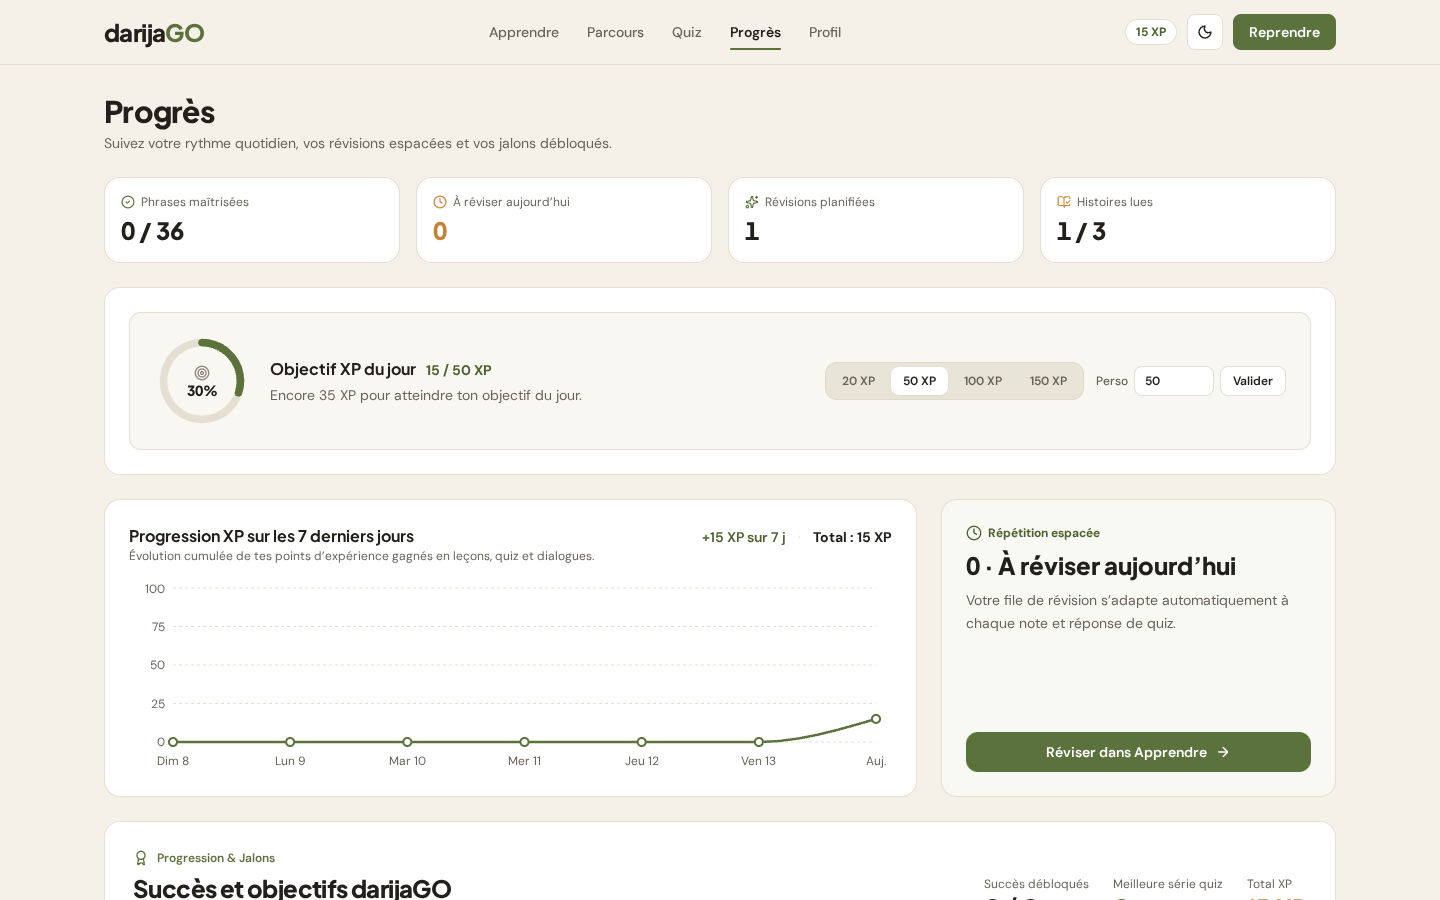 darijaGO
Apprendre
Parcours
Quiz
Progrès
Profil
15 XP
Reprendre
Progrès
Suivez votre rythme quotidien, vos révisions espacées et vos jalons débloqués.
Phrases maîtrisées
0 / 36
À réviser aujourd’hui
0
Révisions planifiées
1
Histoires lues
1 / 3
30%
Objectif XP du jour 15 / 50 XP
Encore 35 XP pour atteindre ton objectif du jour.
20 XP
50 XP
100 XP
150 XP
Perso
50
Valider
Progression XP sur les 7 derniers jours
+15 XP sur 7 j · Total : 15 XP
Évolution cumulée de tes points d’expérience gagnés en leçons, quiz et dialogues.
100
75
50
25
0
Dim 8
Lun 9
Mar 10
Mer 11
Jeu 12
Ven 13
Auj.
Répétition espacée
0 · À réviser aujourd’hui
Votre file de révision s’adapte automatiquement à
chaque note et réponse de quiz.
Réviser dans Apprendre
Progression & Jalons
Succès et objectifs darijaGO
Succès débloqués
Meilleure série quiz
Total XP